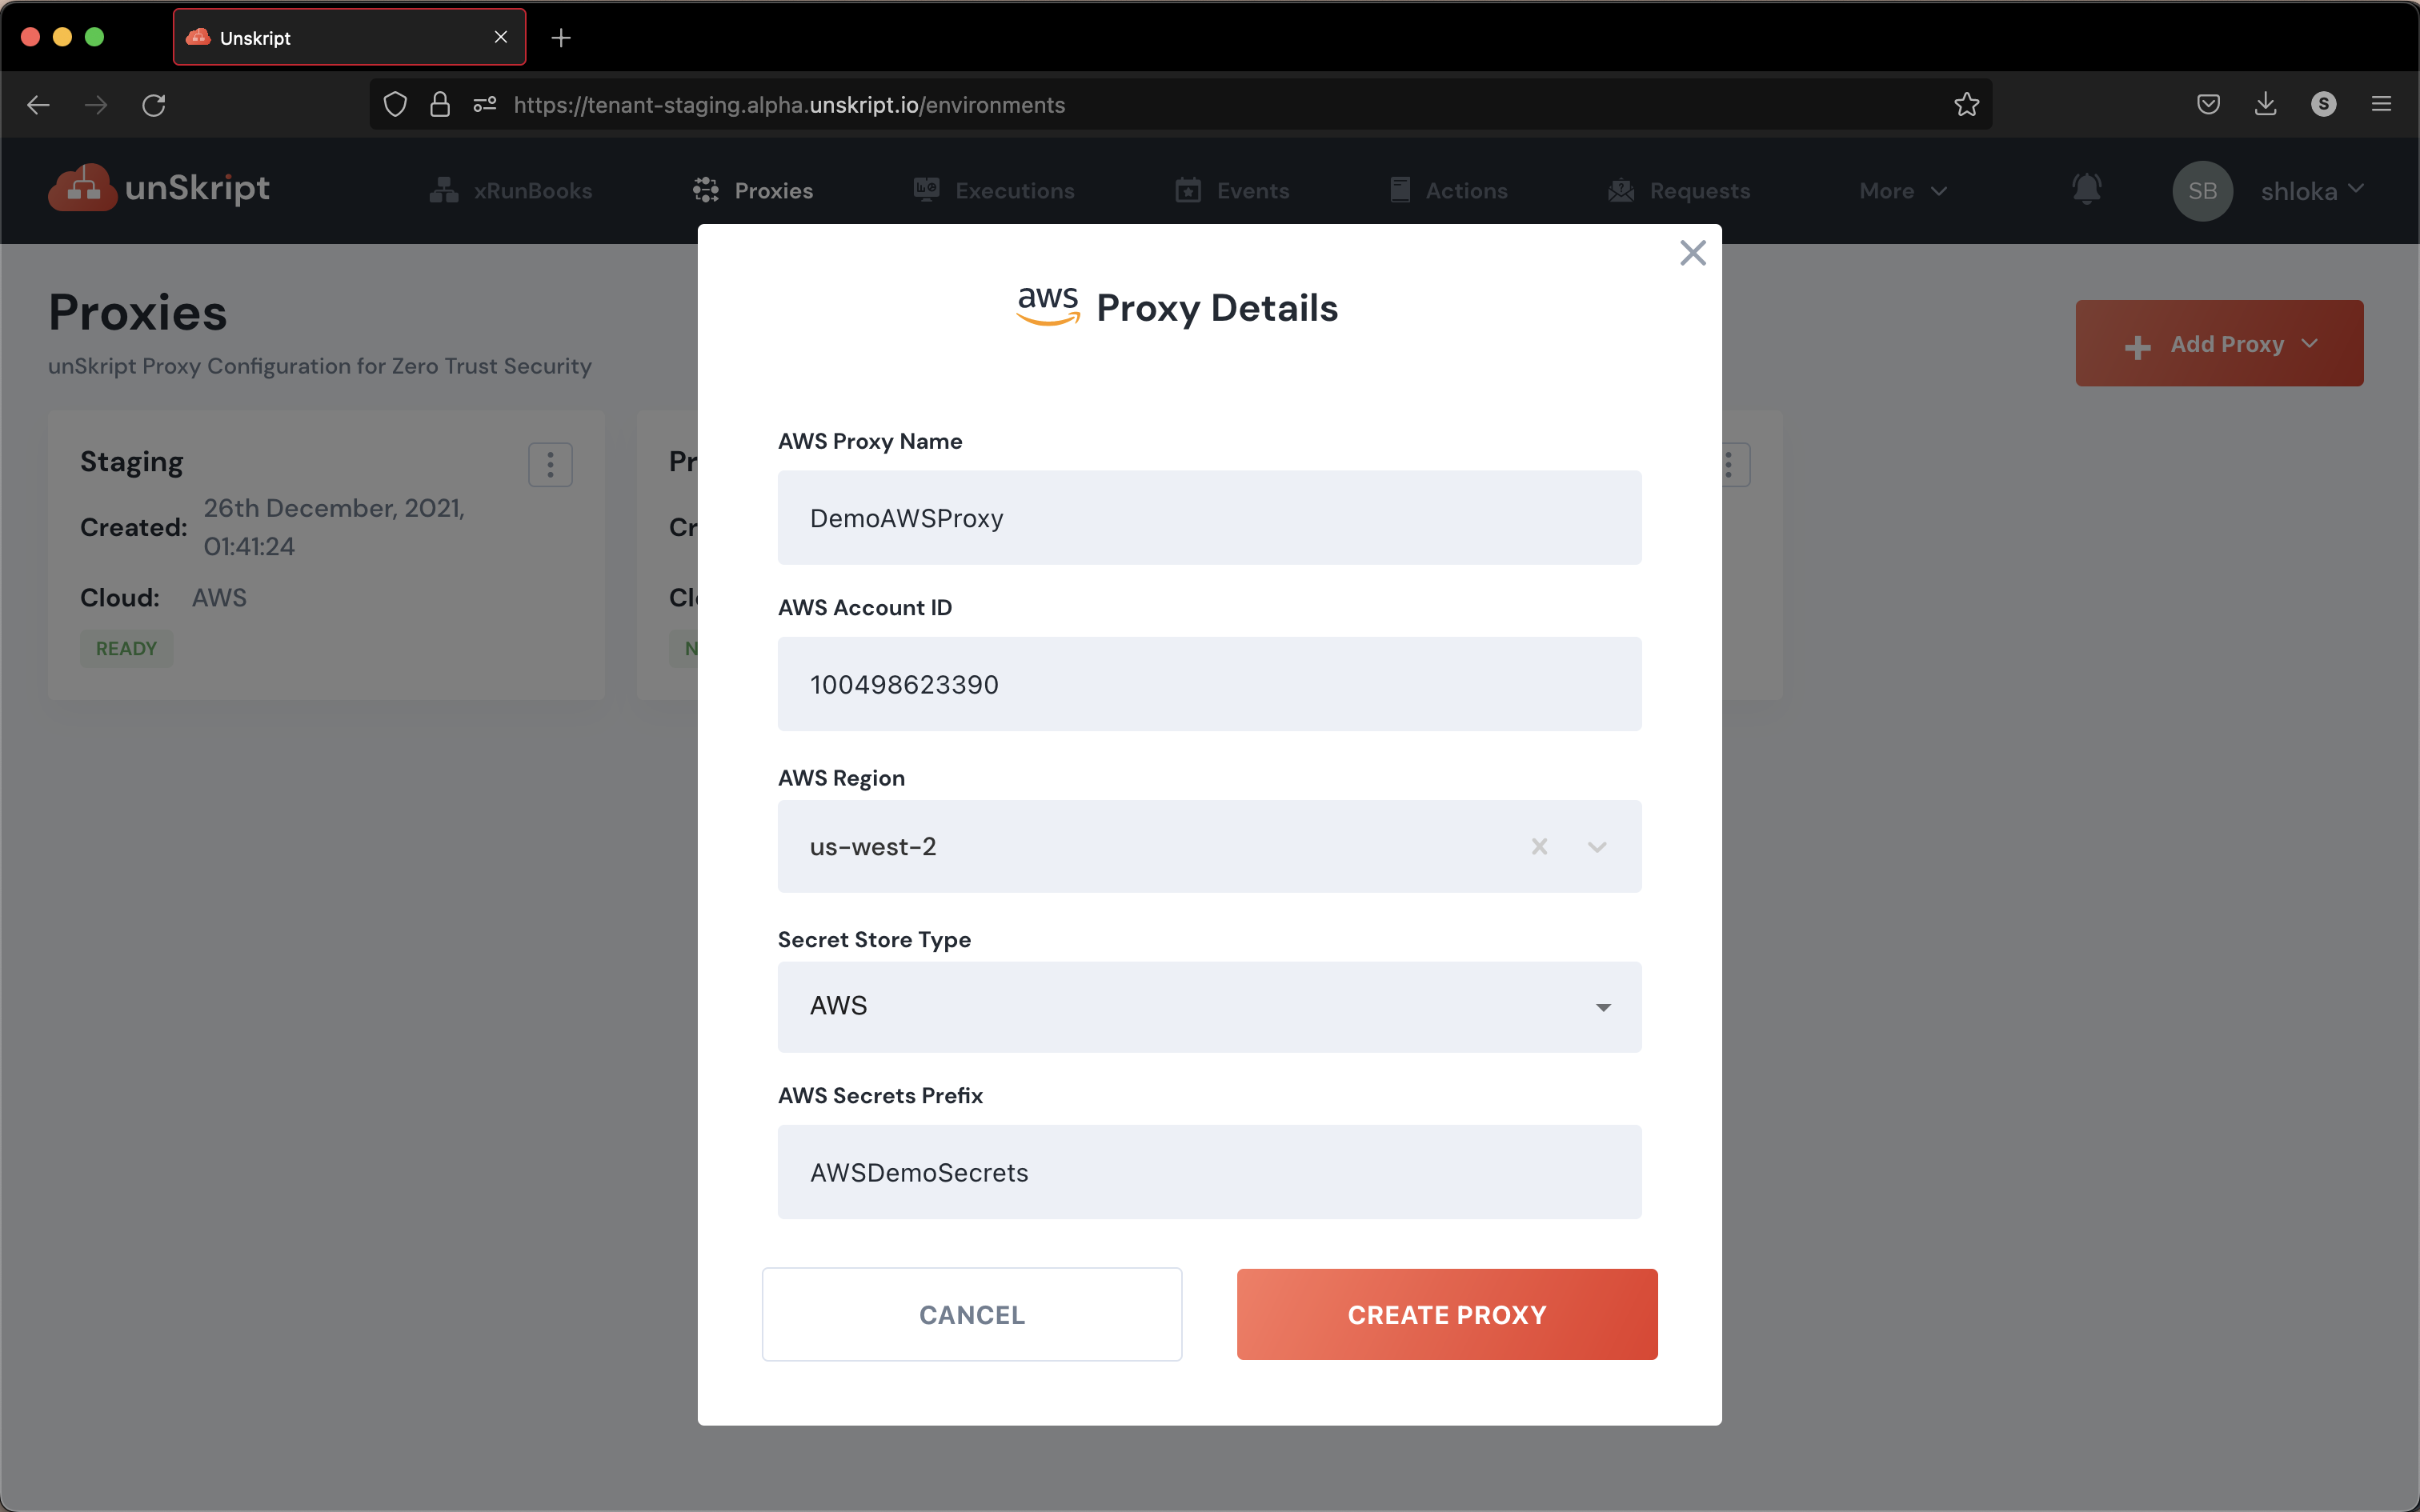 Unskript
https://tenant-staging.alpha.unskript.io/environments
S
unSkript
xRunBooks
Proxies
Executions
Events
Actions
Requests
More
SB
shloka
Proxies
unSkript Proxy Configuration for Zero Trust Security
Add Proxy
Staging
Created: 26th December, 2021,
01:41:24
Cloud: AWS
READY
Pr
Cr
Cl
N
aws Proxy Details
AWS Proxy Name
DemoAWSProxy
AWS Account ID
100498623390
AWS Region
us-west-2
Secret Store Type
AWS
AWS Secrets Prefix
AWSDemoSecrets
CANCEL
CREATE PROXY